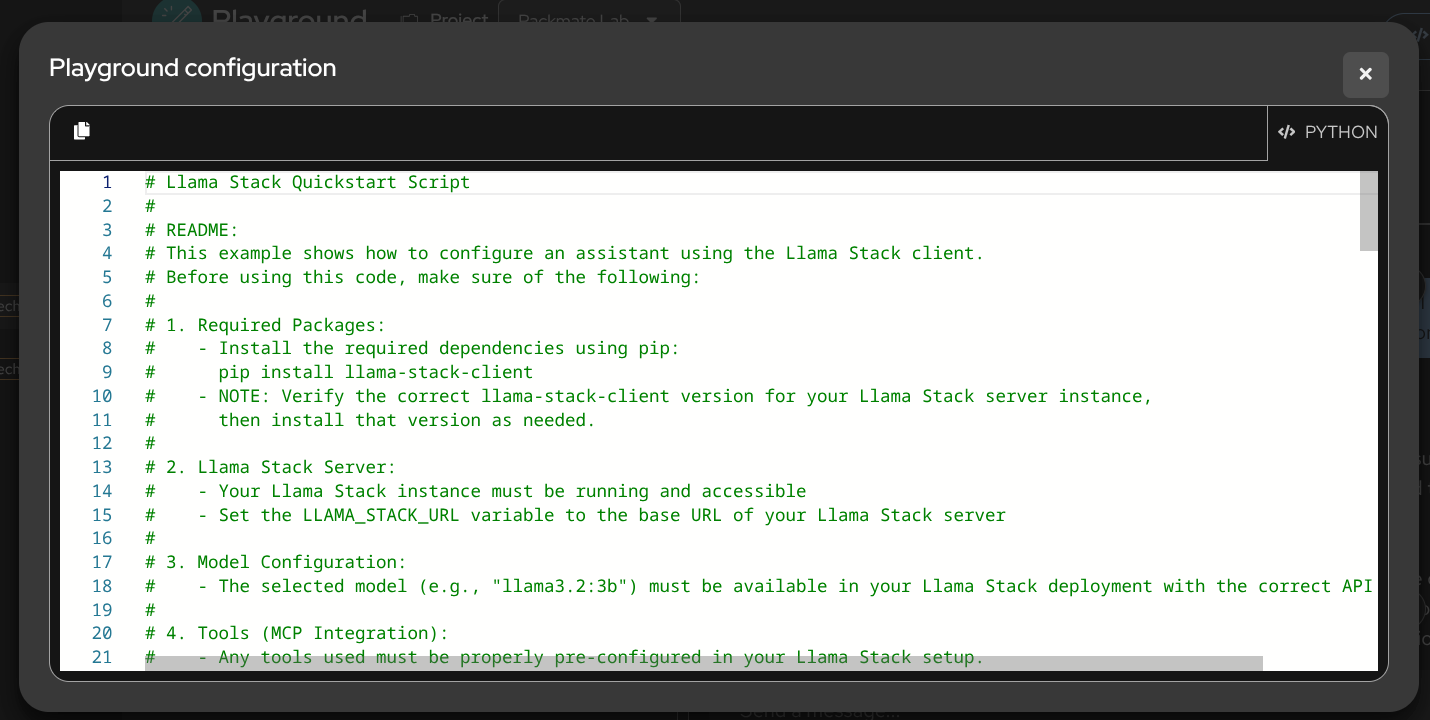 Playground
Project
Packmate Lab
Playground configuration
PYTHON
1 # Llama Stack Quickstart Script
2 #
3 # README:
4 # This example shows how to configure an assistant using the Llama Stack client.
5 # Before using this code, make sure of the following:
6 #
7 # 1. Required Packages:
8 #    - Install the required dependencies using pip:
9 #      pip install llama-stack-client
10 #    - NOTE: Verify the correct llama-stack-client version for your Llama Stack server instance,
11 #      then install that version as needed.
12 #
13 # 2. Llama Stack Server:
14 #    - Your Llama Stack instance must be running and accessible
15 #    - Set the LLAMA_STACK_URL variable to the base URL of your Llama Stack server
16 #
17 # 3. Model Configuration:
18 #    - The selected model (e.g., "llama3.2:3b") must be available in your Llama Stack deployment with the correct API
19 #
20 # 4. Tools (MCP Integration):
21 #    - Any tools used must be properly pre-configured in your Llama Stack setup.
Send a message...